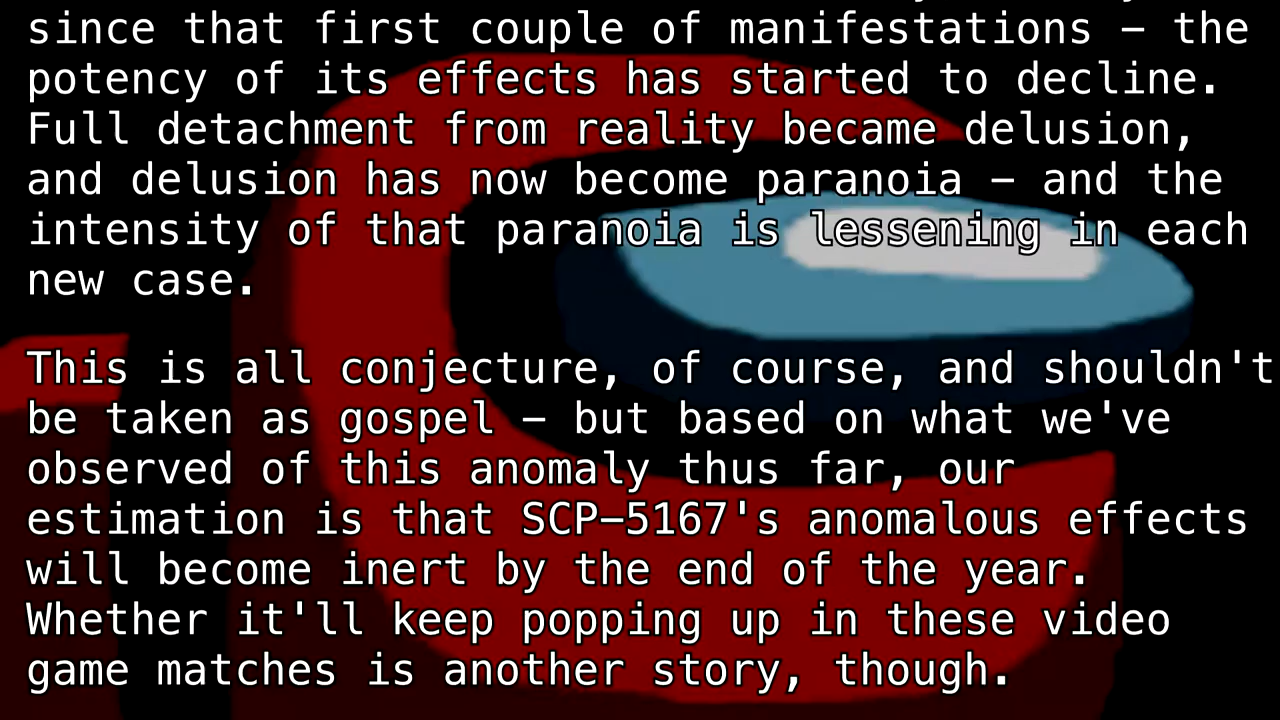 since that first couple of manifestations – the
potency of its effects has started to decline.
Full detachment from reality became delusion,
and delusion has now become paranoia – and the
intensity of that paranoia is lessening in each
new case.
This is all conjecture, of course, and shouldn't
be taken as gospel – but based on what we've
observed of this anomaly thus far, our
estimation is that SCP–5167's anomalous effects
will become inert by the end of the year.
Whether it'll keep popping up in these video
game matches is another story, though.